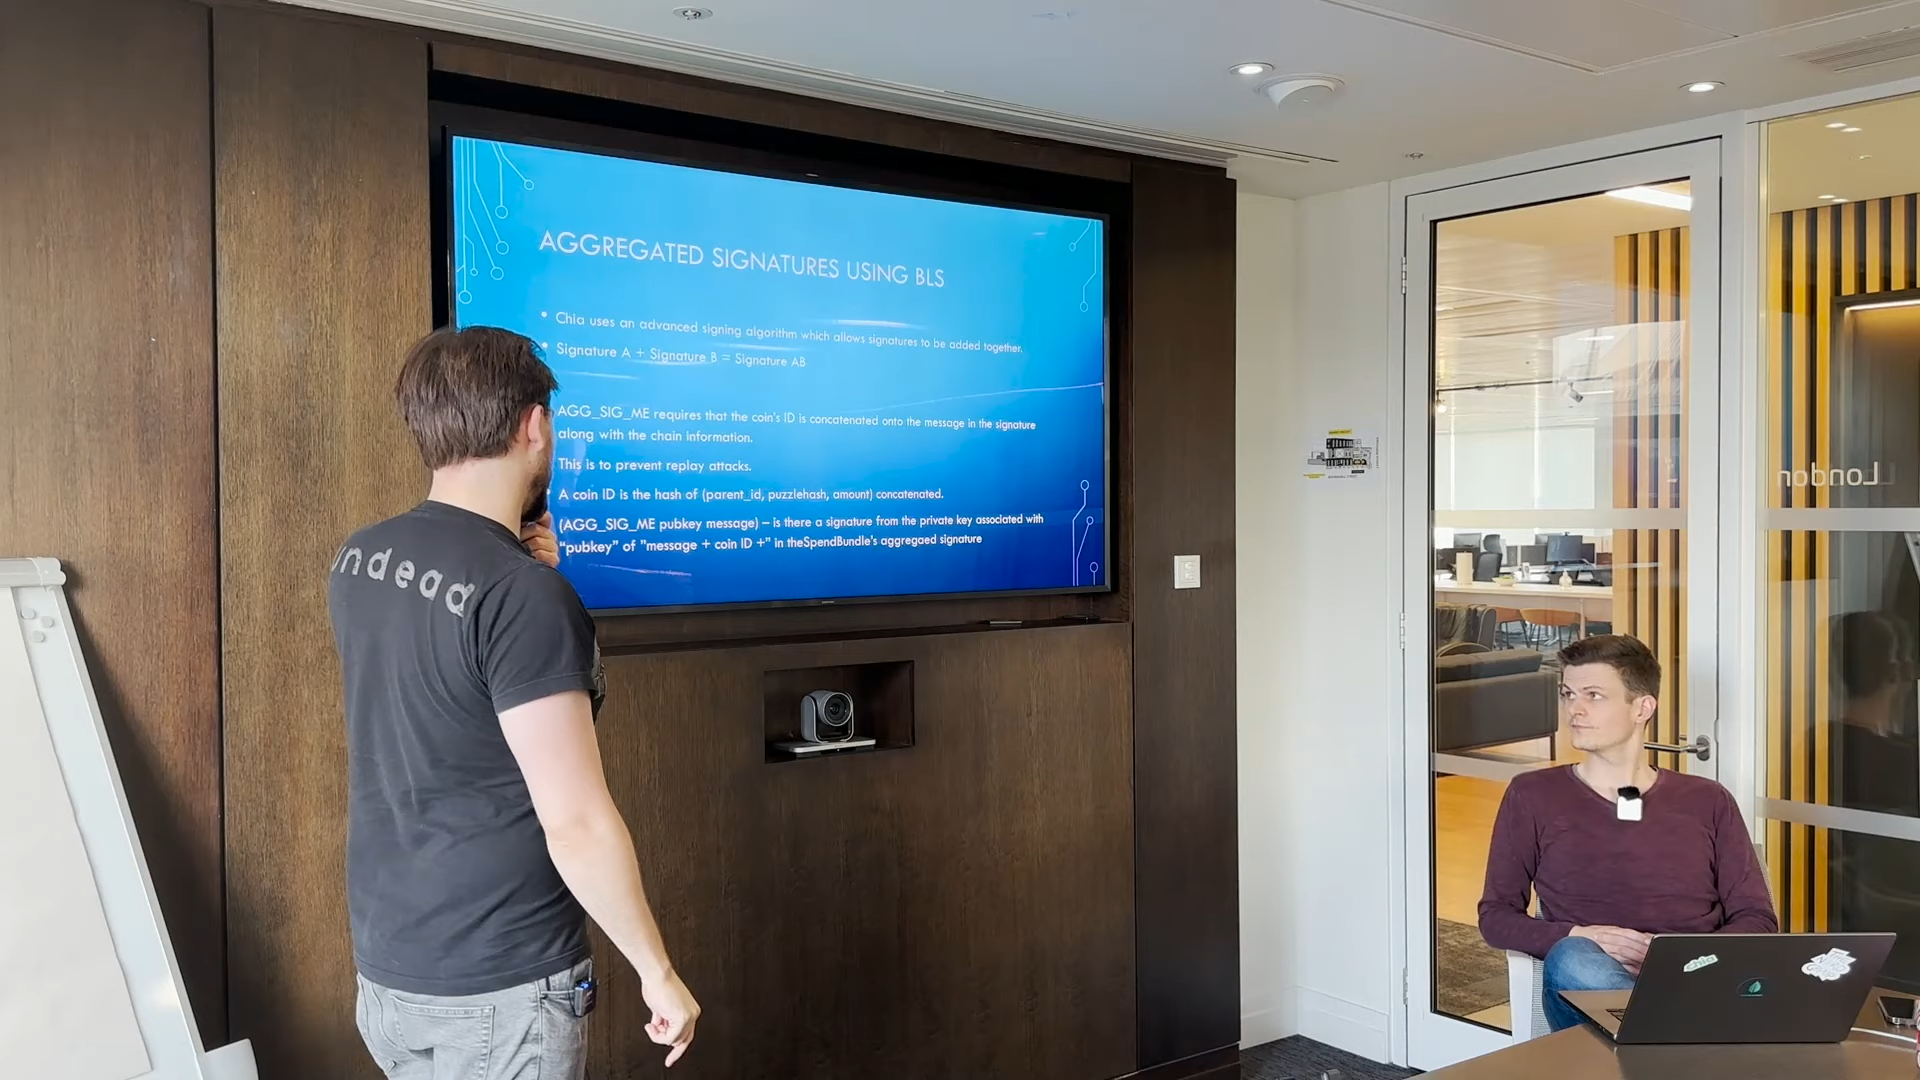 AGGREGATED SIGNATURES USING BLS
Chia uses an advanced signing algorithm which allows signatures to be added together.
Signature A + Signature B = Signature AB
AGG_SIG_ME requires that the coin's ID is concatenated onto the message in the signature
along with the chain information.
This is to prevent replay attacks.
A coin ID is the hash of (parent_id, puzzlehash, amount) concatenated.
(AGG_SIG_ME pubkey message) – is there a signature from the private key associated with
“pubkey” of "message + coin ID +" in theSpendBundle's aggregaed signature
undead
London
chia